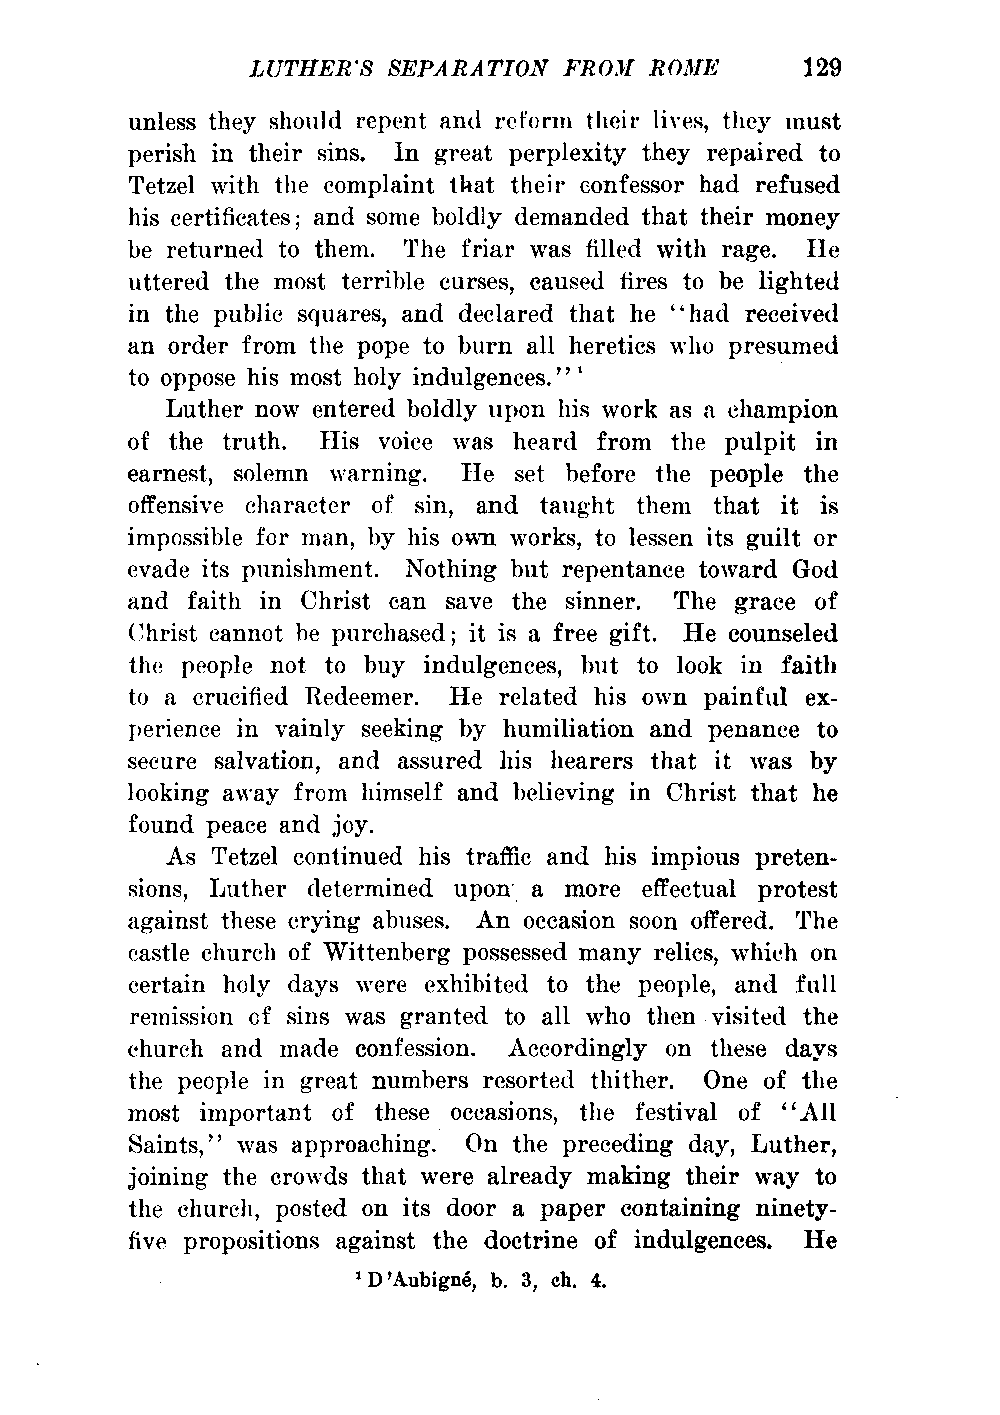 LUTHER'S SEPARATION FROM ROME 129
unless they should repent and reform their lives, they must
perish in their sins. In great perplexity they repaired to
Tetzel with the complaint that their confessor had refused
his certificates; and some boldly demanded that their money
be returned to them. The friar was filled with rage. He
uttered the most terrible curses, caused fires to be lighted
in the public squares, and declared that he "had received
an order from the pope to burn all heretics who presumed
to oppose his most holy indulgences."¹
Luther now entered boldly upon his work as a champion
of the truth. His voice was heard from the pulpit in
earnest, solemn warning. He set before the people the
offensive character of sin, and taught them that it is
impossible for man, by his own works, to lessen its guilt or
evade its punishment. Nothing but repentance toward God
and faith in Christ can save the sinner. The grace of
Christ cannot be purchased; it is a free gift. He counseled
the people not to buy indulgences, but to look in faith
to a crucified Redeemer. He related his own painful ex-
perience in vainly seeking by humiliation and penance to
secure salvation, and assured his hearers that it was by
looking away from himself and believing in Christ that he
found peace and joy.
As Tetzel continued his traffic and his impious preten-
sions, Luther determined upon a more effectual protest
against these crying abuses. An occasion soon offered. The
castle church of Wittenberg possessed many relics, which on
certain holy days were exhibited to the people, and full
remission of sins was granted to all who then visited the
church and made confession. Accordingly on these days
the people in great numbers resorted thither. One of the
most important of these occasions, the festival of "All
Saints," was approaching. On the preceding day, Luther,
joining the crowds that were already making their way to
the church, posted on its door a paper containing ninety-
five propositions against the doctrine of indulgences. He
¹ D'Aubigné, b. 3, ch. 4.